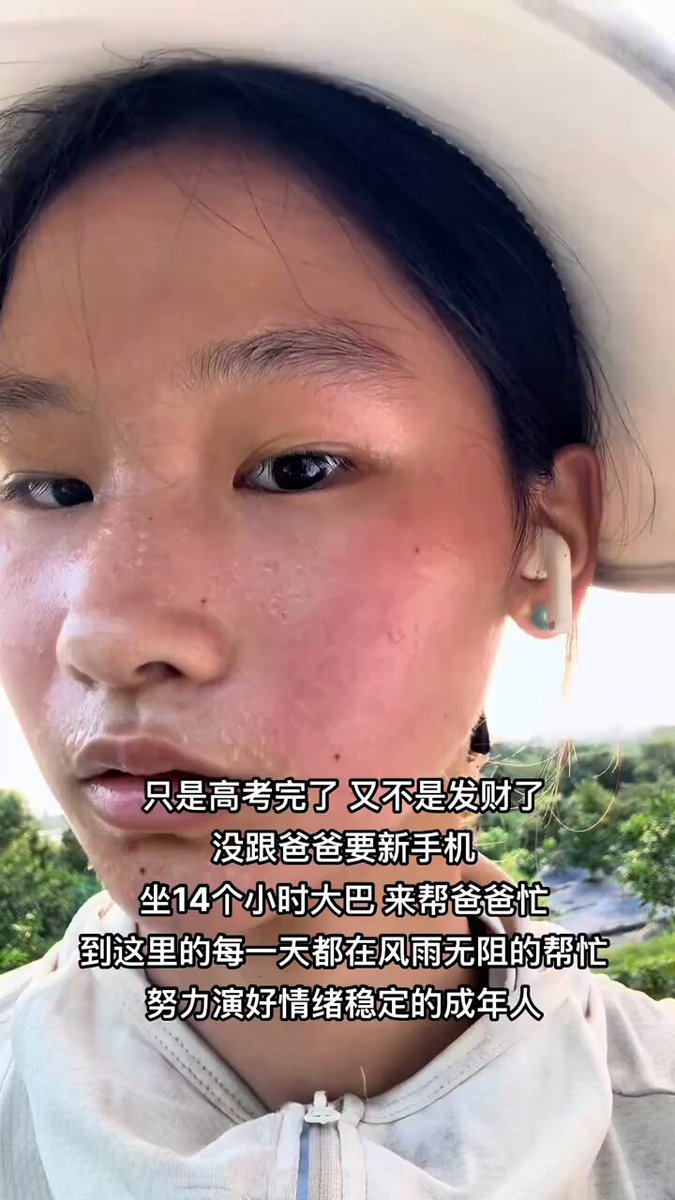 只是高考完了 又不是发财了
没跟爸爸要新手机
坐14个小时大巴 来帮爸爸忙
到这里的每一天都在风雨无阻的帮忙
努力演好情绪稳定的成年人